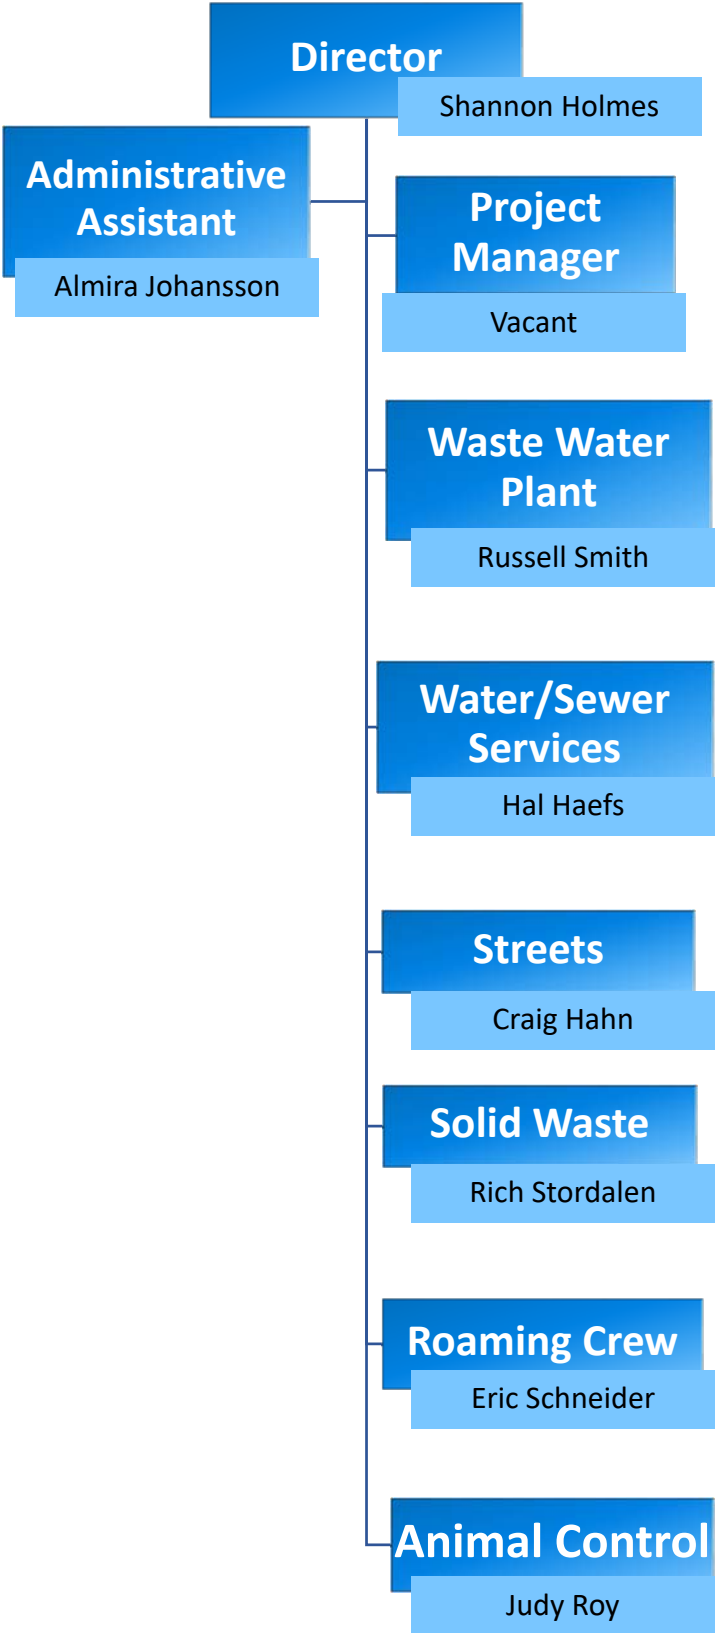 Director
Shannon Holmes
Administrative
Assistant
Almira Johansson
Project
Manager
Vacant
Waste Water
Plant
Russell Smith
Water/Sewer
Services
Hal Haefs
Streets
Craig Hahn
Solid Waste
Rich Stordalen
Roaming Crew
Eric Schneider
Animal Control
Judy Roy